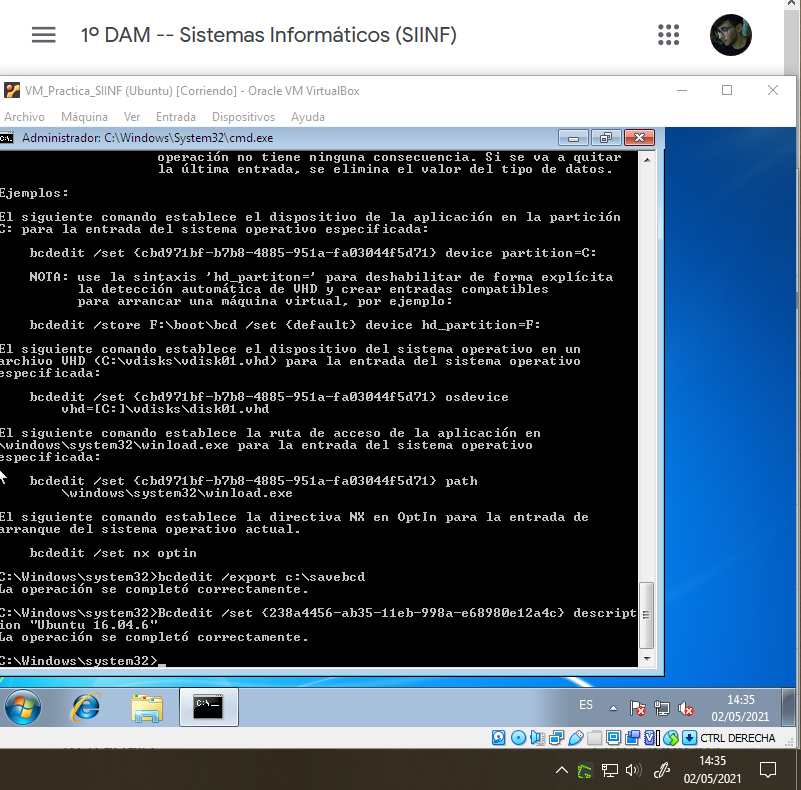 1º DAM -- Sistemas Informáticos (SIINF)
VM_Practica_SIINF (Ubuntu) [Corriendo] - Oracle VM VirtualBox
Archivo Máquina Ver Entrada Dispositivos Ayuda
Administrador: C:\Windows\System32\cmd.exe
operación no tiene ninguna consecuencia. Si se va a quitar
la última entrada, se elimina el valor del tipo de datos.
Ejemplos:
El siguiente comando establece el dispositivo de la aplicación en la partición
C: para la entrada del sistema operativo especificada:
bcdedit /set {cbd971bf-b7b8-4885-951a-fa03044f5d71} device partition=C:
NOTA: use la sintaxis 'hd_partiton=' para deshabilitar de forma explícita
la detección automática de VHD y crear entradas compatibles
para arrancar una máquina virtual, por ejemplo:
bcdedit /store F:\boot\bcd /set {default} device hd_partition=F:
El siguiente comando establece el dispositivo del sistema operativo en un
archivo VHD (C:\vdisks\vdisk01.vhd) para la entrada del sistema operativo
especificada:
bcdedit /set {cbd971bf-b7b8-4885-951a-fa03044f5d71} osdevice
vhd=[C:]\vdisks\disk01.vhd
El siguiente comando establece la ruta de acceso de la aplicación en
\windows\system32\winload.exe para la entrada del sistema operativo
especificada:
bcdedit /set {cbd971bf-b7b8-4885-951a-fa03044f5d71} path
\windows\system32\winload.exe
El siguiente comando establece la directiva NX en OptIn para la entrada de
arranque del sistema operativo actual.
bcdedit /set nx optin
C:\Windows\system32>bcdedit /export c:\savebcd
La operación se completó correctamente.
C:\Windows\system32>Bcdedit /set {238a4456-ab35-11eb-998a-e68980e12a4c} descript
ion "Ubuntu 16.04.6"
La operación se completó correctamente.
C:\Windows\system32>_
ES
14:35
02/05/2021
CTRL DERECHA
14:35
02/05/2021